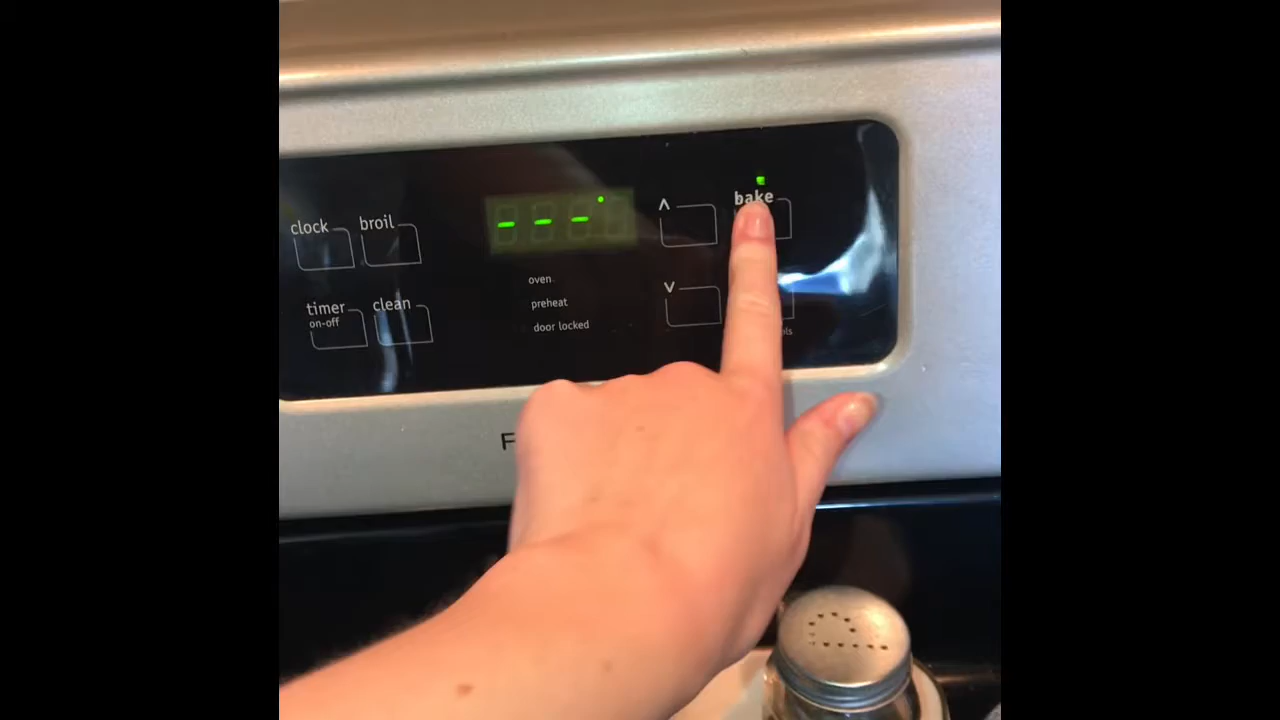 clock
broil
bake
^
timer
on-off
clean
oven
preheat
door locked
v
- - -°
F